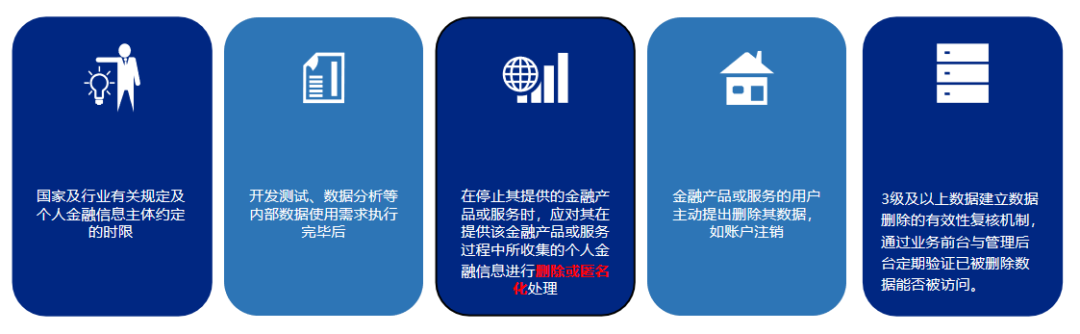 国家及行业有关规定及
个人金融信息主体约定
的时限
开发测试、数据分析等
内部数据使用需求执行
完毕后
在停止其提供的金融产
品或服务时，应对其在
提供该金融产品或服务
过程中所收集的个人金
融信息进行删除或匿名
化处理
金融产品或服务的用户
主动提出删除其数据，
如账户注销
3级及以上数据建立数据
删除的有效性复核机制，
通过业务前台与管理后
台定期验证已被删除数
据能否被访问。